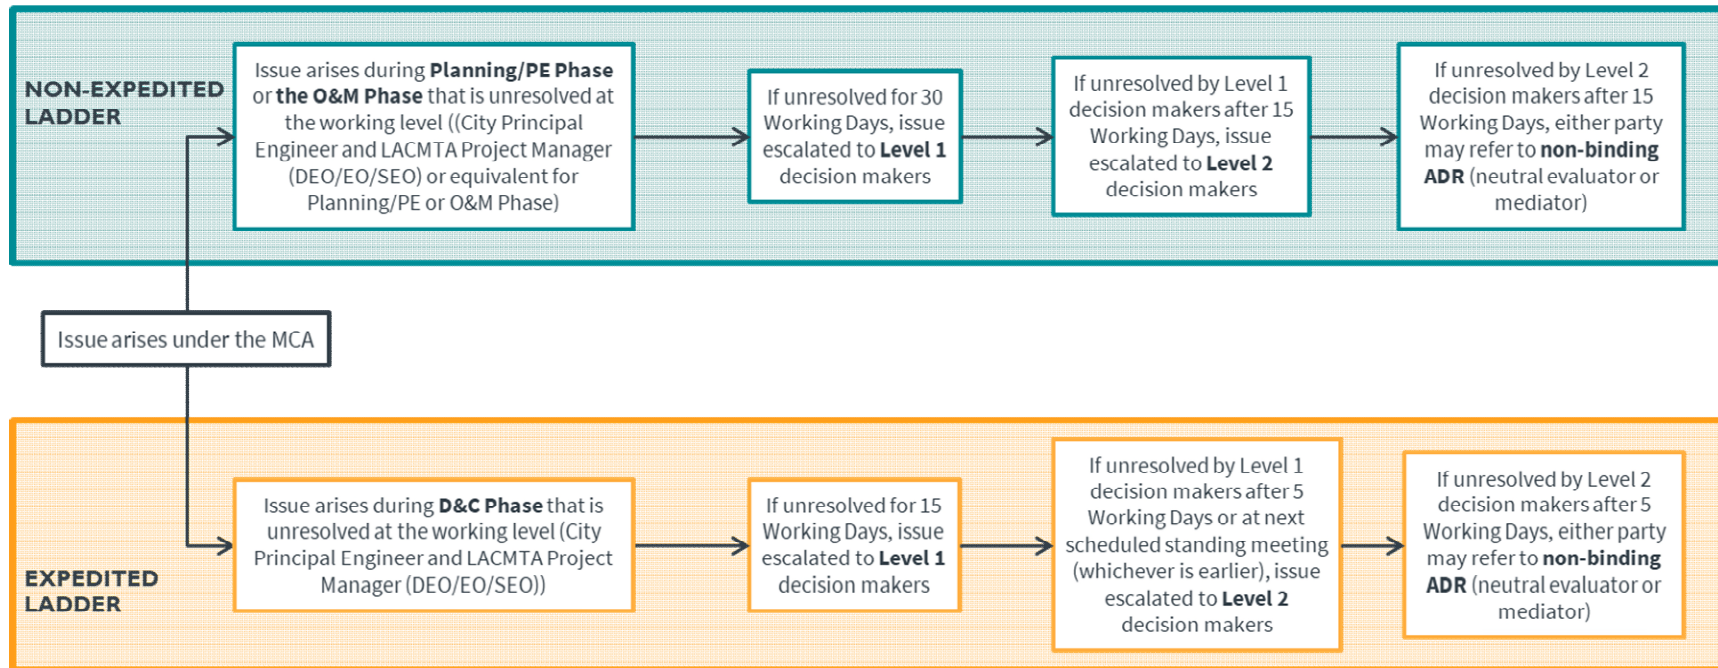 NON-EXPEDITED
LADDER
Issue arises during Planning/PE Phase
or the O&M Phase that is unresolved at
the working level ((City Principal
Engineer and LACMTA Project Manager
(DEO/EO/SEO) or equivalent for
Planning/PE or O&M Phase)
If unresolved for 30
Working Days, issue
escalated to Level 1
decision makers
If unresolved by Level 1
decision makers after 15
Working Days, issue
escalated to Level 2
decision makers
If unresolved by Level 2
decision makers after 15
Working Days, either party
may refer to non-binding
ADR (neutral evaluator or
mediator)
Issue arises under the MCA
EXPEDITED
LADDER
Issue arises during D&C Phase that is
unresolved at the working level (City
Principal Engineer and LACMTA Project
Manager (DEO/EO/SEO))
If unresolved for 15
Working Days, issue
escalated to Level 1
decision makers
If unresolved by Level 1
decision makers after 5
Working Days or at next
scheduled standing meeting
(whichever is earlier), issue
escalated to Level 2
decision makers
If unresolved by Level 2
decision makers after 5
Working Days, either party
may refer to non-binding
ADR (neutral evaluator or
mediator)